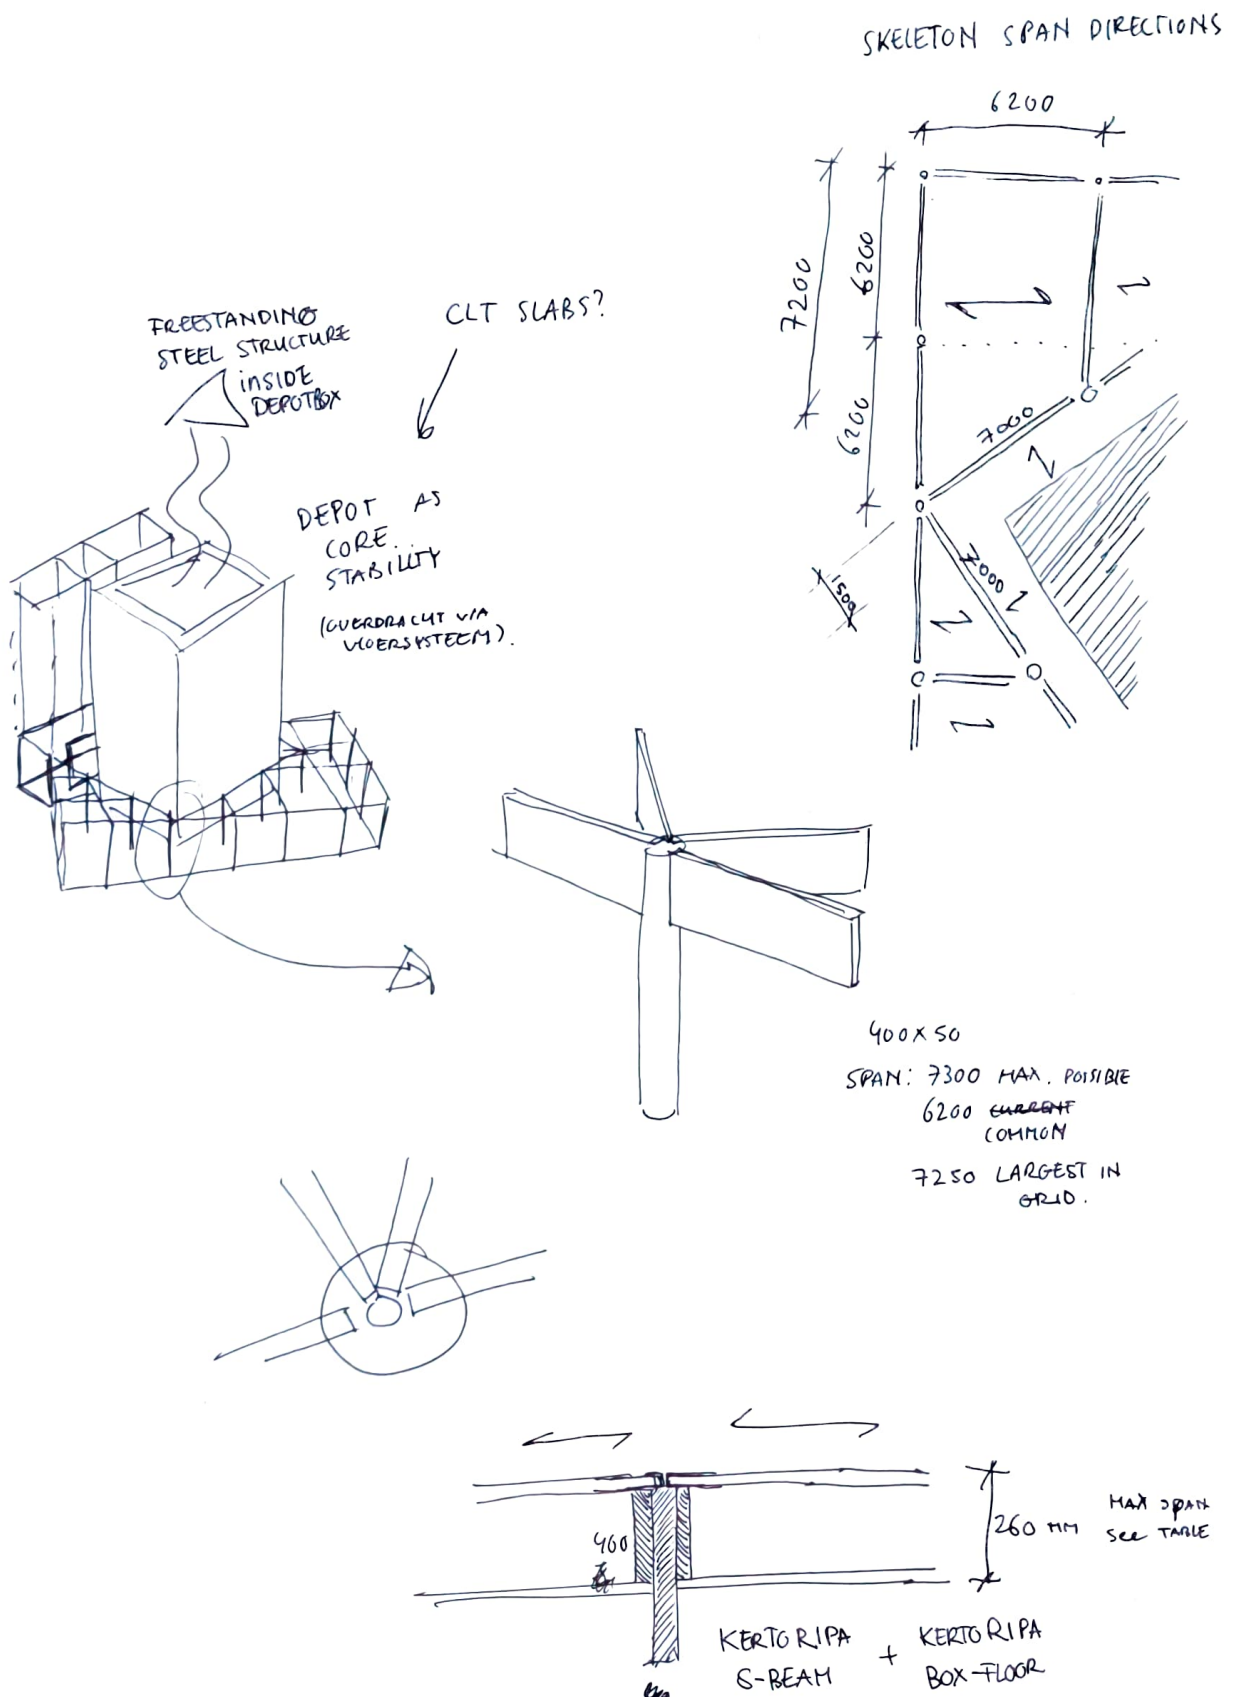 SKELETON SPAN DIRECTIONS
6200
7200
6200
6200
7000
7000
1500
FREESTANDING
STEEL STRUCTURE
INSIDE
DEPOTBOX
CLT SLABS?
DEPOT AS
CORE.
STABILITY
(OVERDRACHT VIA
VLOERSYSTEEM).
400x50
SPAN: 7300 MAX. POSSIBLE
6200 CURRENT
COMMON
7250 LARGEST IN
GRID.
400
260 MM
MAX SPAN
See TABLE
KERTO RIPA
S-BEAM
+
KERTO RIPA
BOX-FLOOR